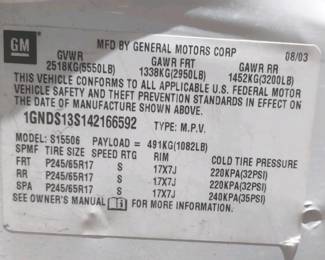 GM
MFD BY GENERAL MOTORS CORP 08/03
GVWR GAWR FRT GAWR RR
2518KG(5550LB) 1338KG(2950LB) 1452KG(3200LB)
THIS VEHICLE CONFORMS TO ALL APPLICABLE U.S. FEDERAL MOTOR
VEHICLE SAFETY AND THEFT PREVENTION STANDARDS IN EFFECT ON
THE DATE OF MANUFACTURE SHOWN ABOVE.
1GNDS13S142166592 TYPE: M.P.V.
MODEL: S15506 PAYLOAD = 491KG(1082LB)
SPMF TIRE SIZE SPEED RTG RIM COLD TIRE PRESSURE
FRT P245/65R17 S 17X7J 220KPA(32PSI)
RR P245/65R17 S 17X7J 220KPA(32PSI)
SPA P245/65R17 S 17X7J 240KPA(35PSI)
SEE OWNER'S MANUAL FOR MORE INFORMATION.